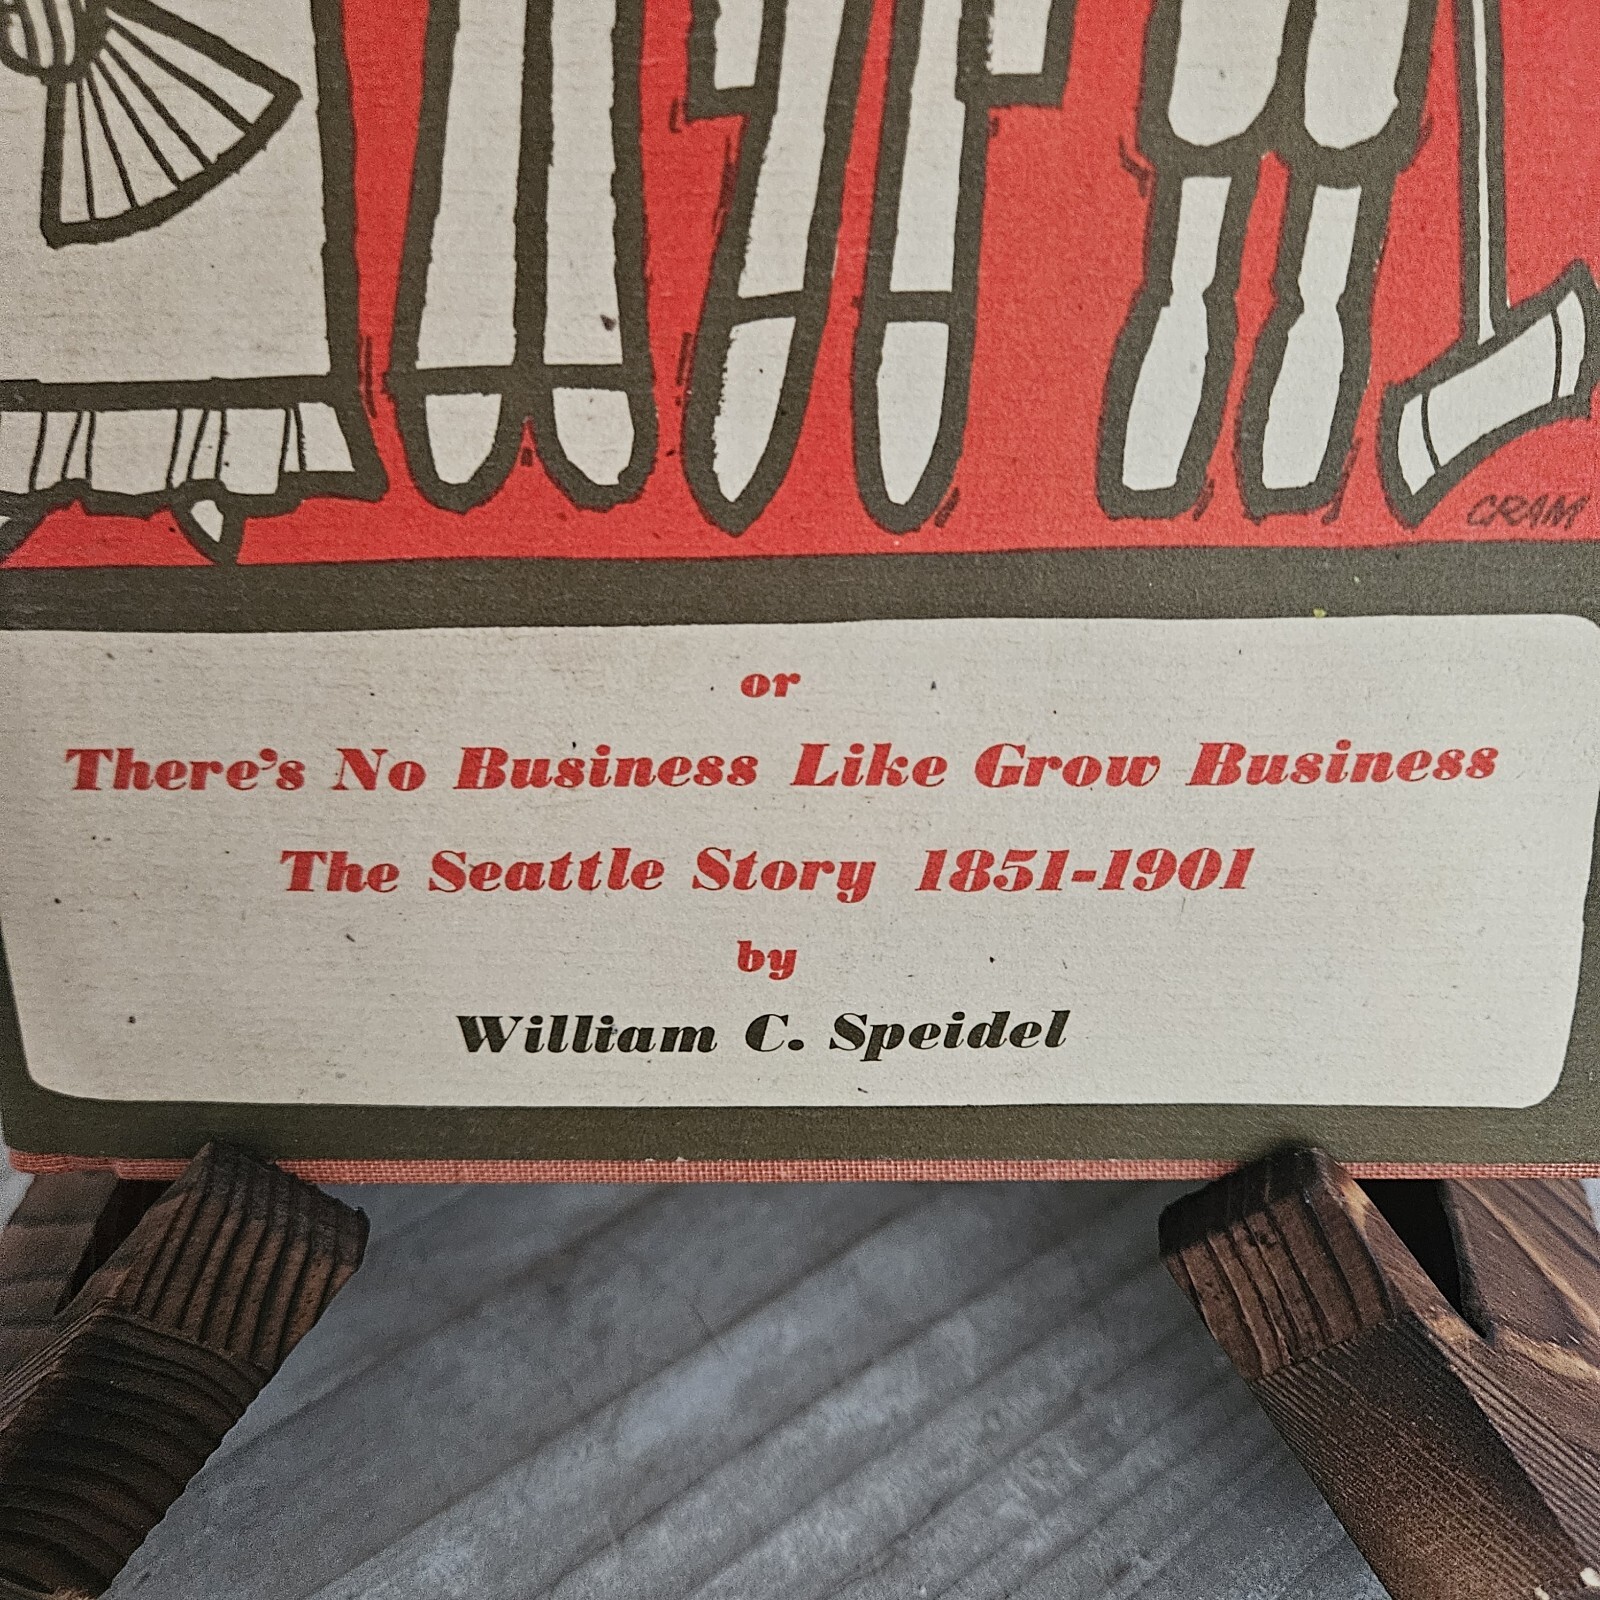 CRAM
or
There's No Business Like Grow Business
The Seattle Story 1851-1901
by
William C. Speidel